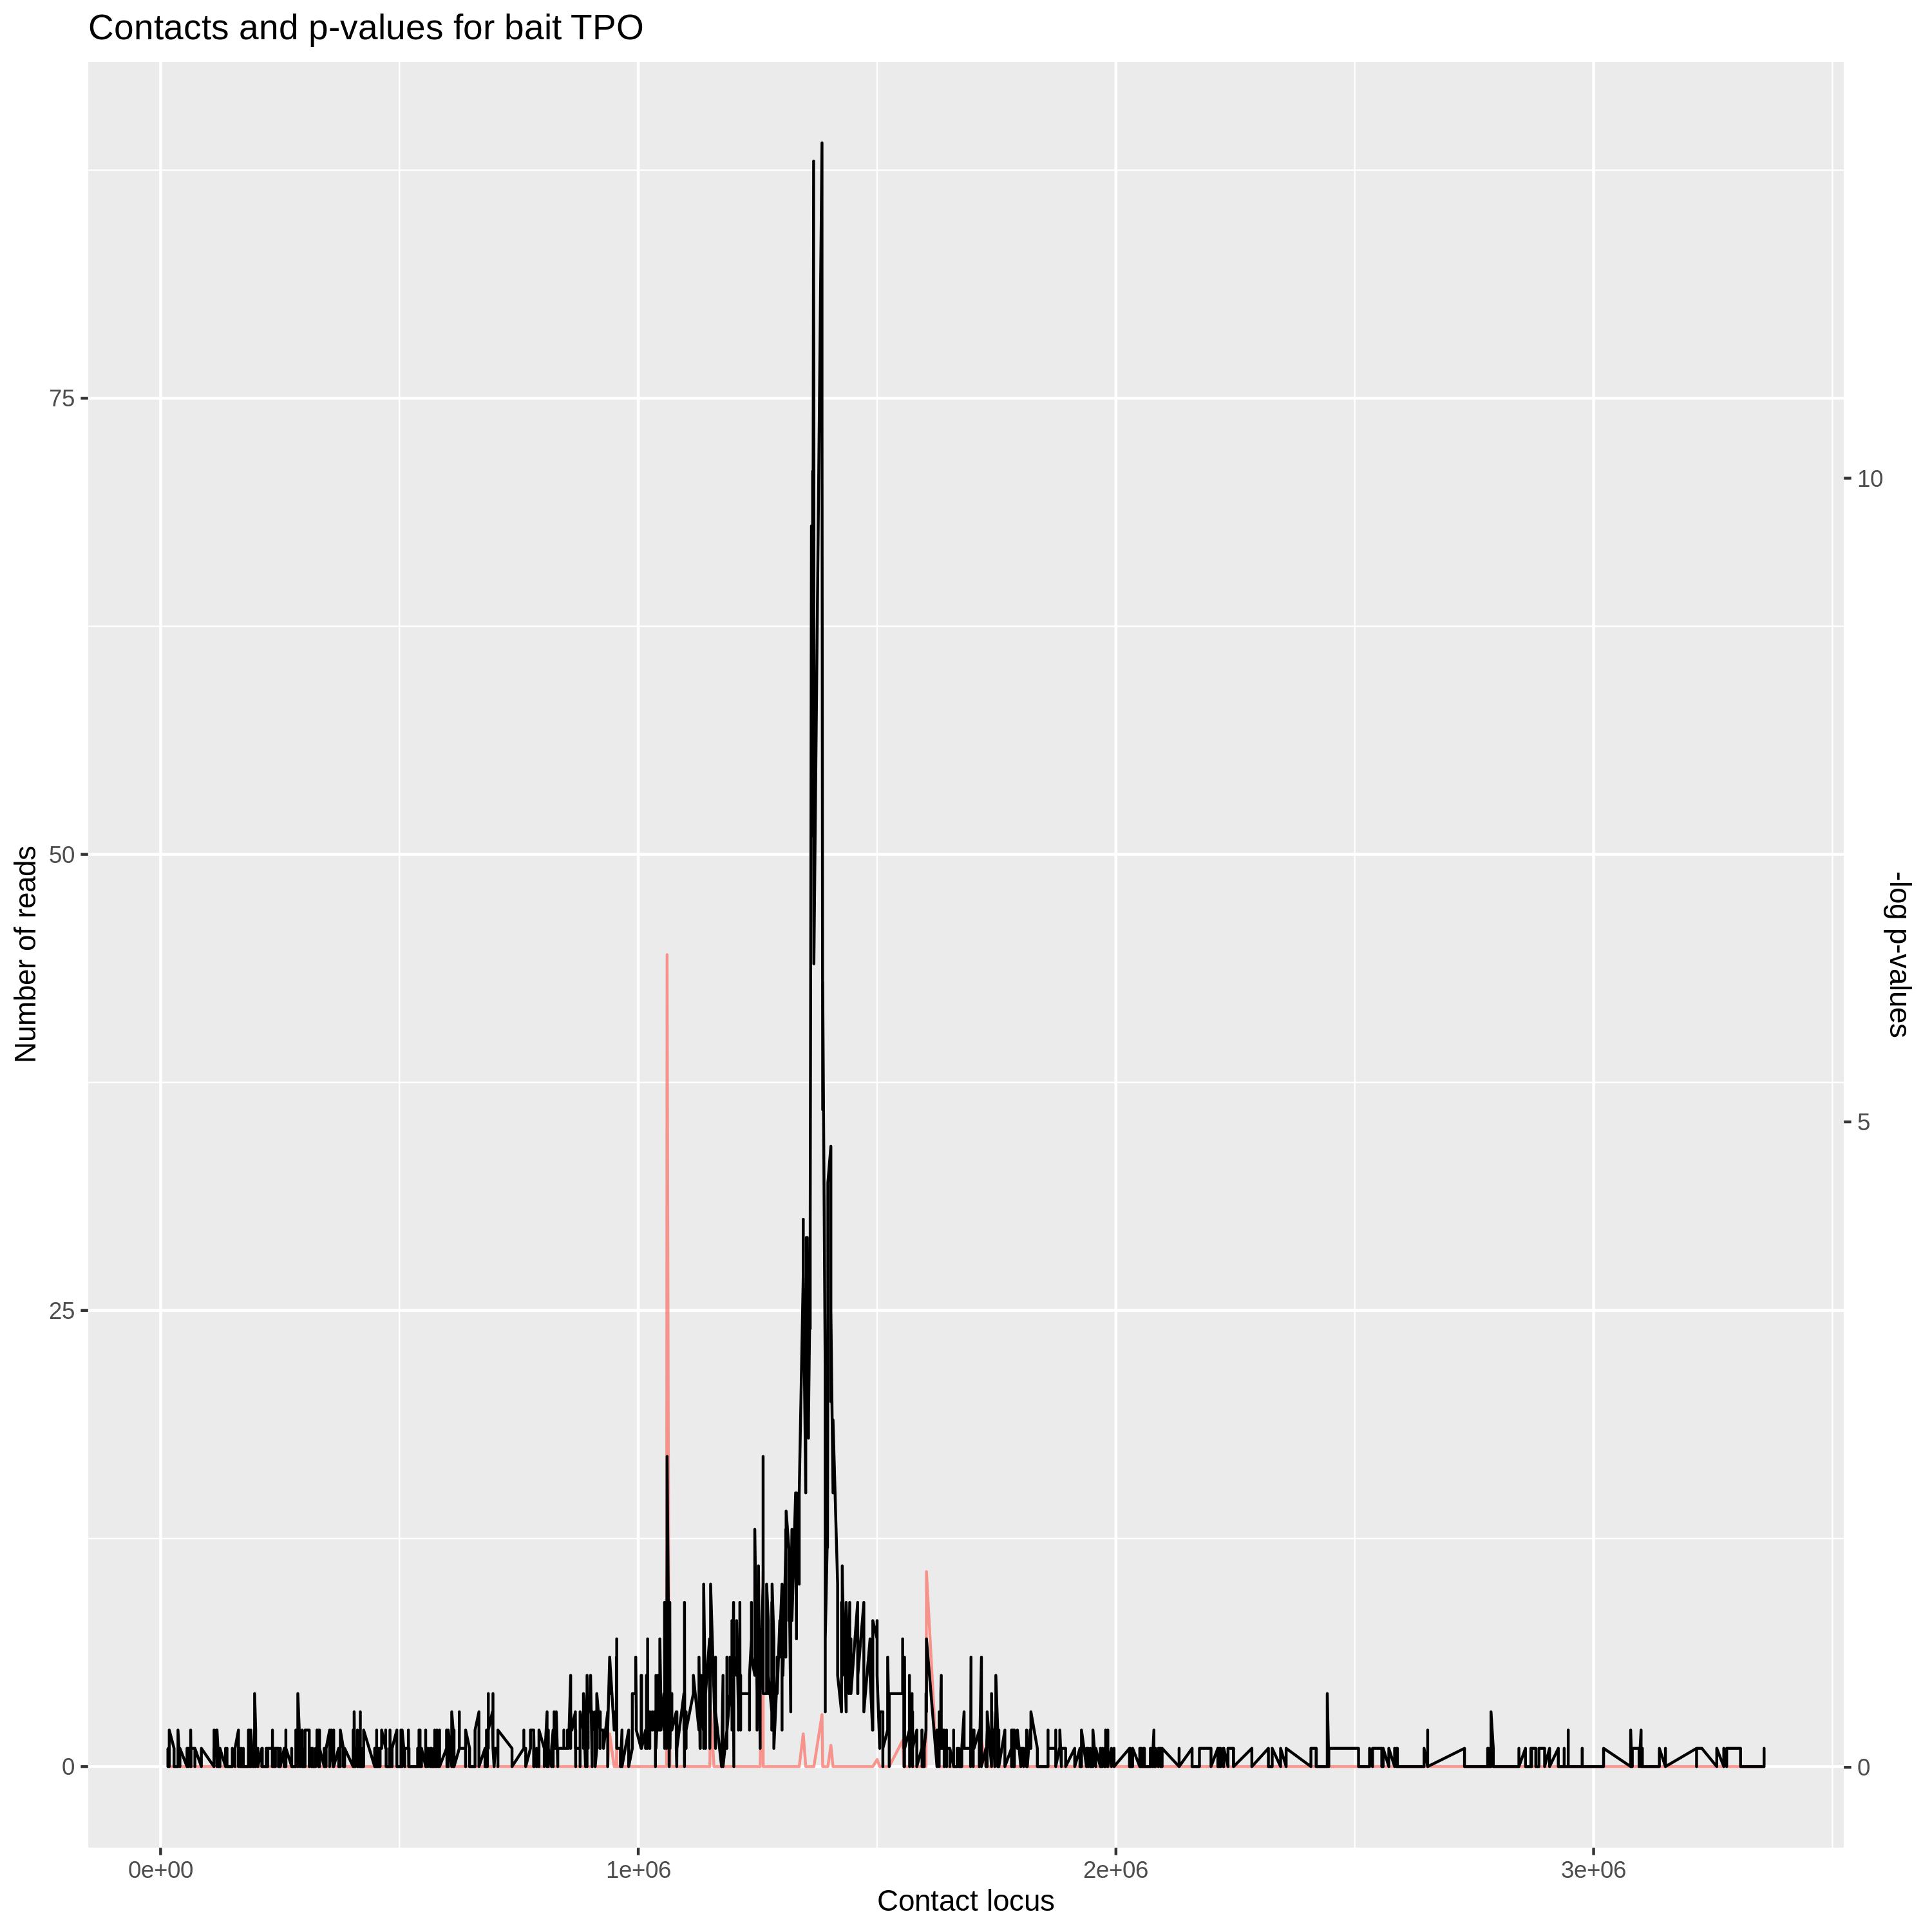 Contacts and p-values for bait TPO
Number of reads
75
50
25
0
10
5
0
-log p-values
0e+00
1e+06
2e+06
3e+06
Contact locus